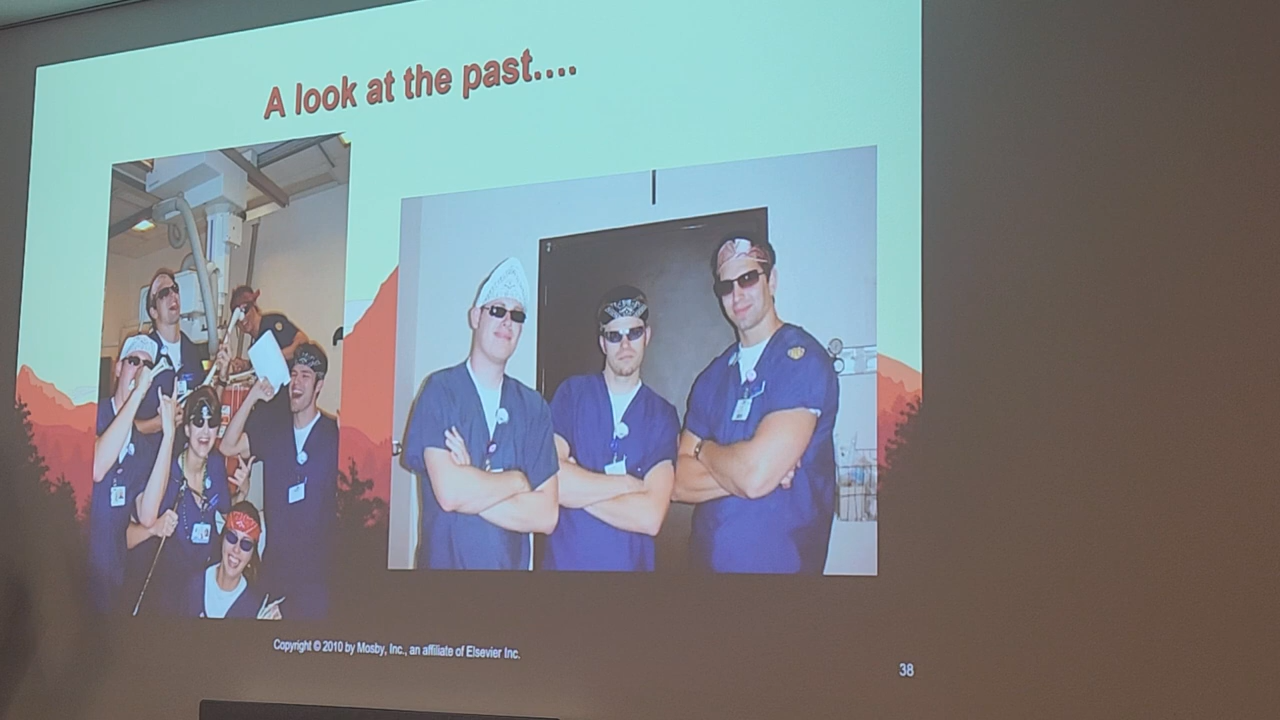 A look at the past....
Copyright © 2010 by Mosby, Inc., an affiliate of Elsevier Inc.
38